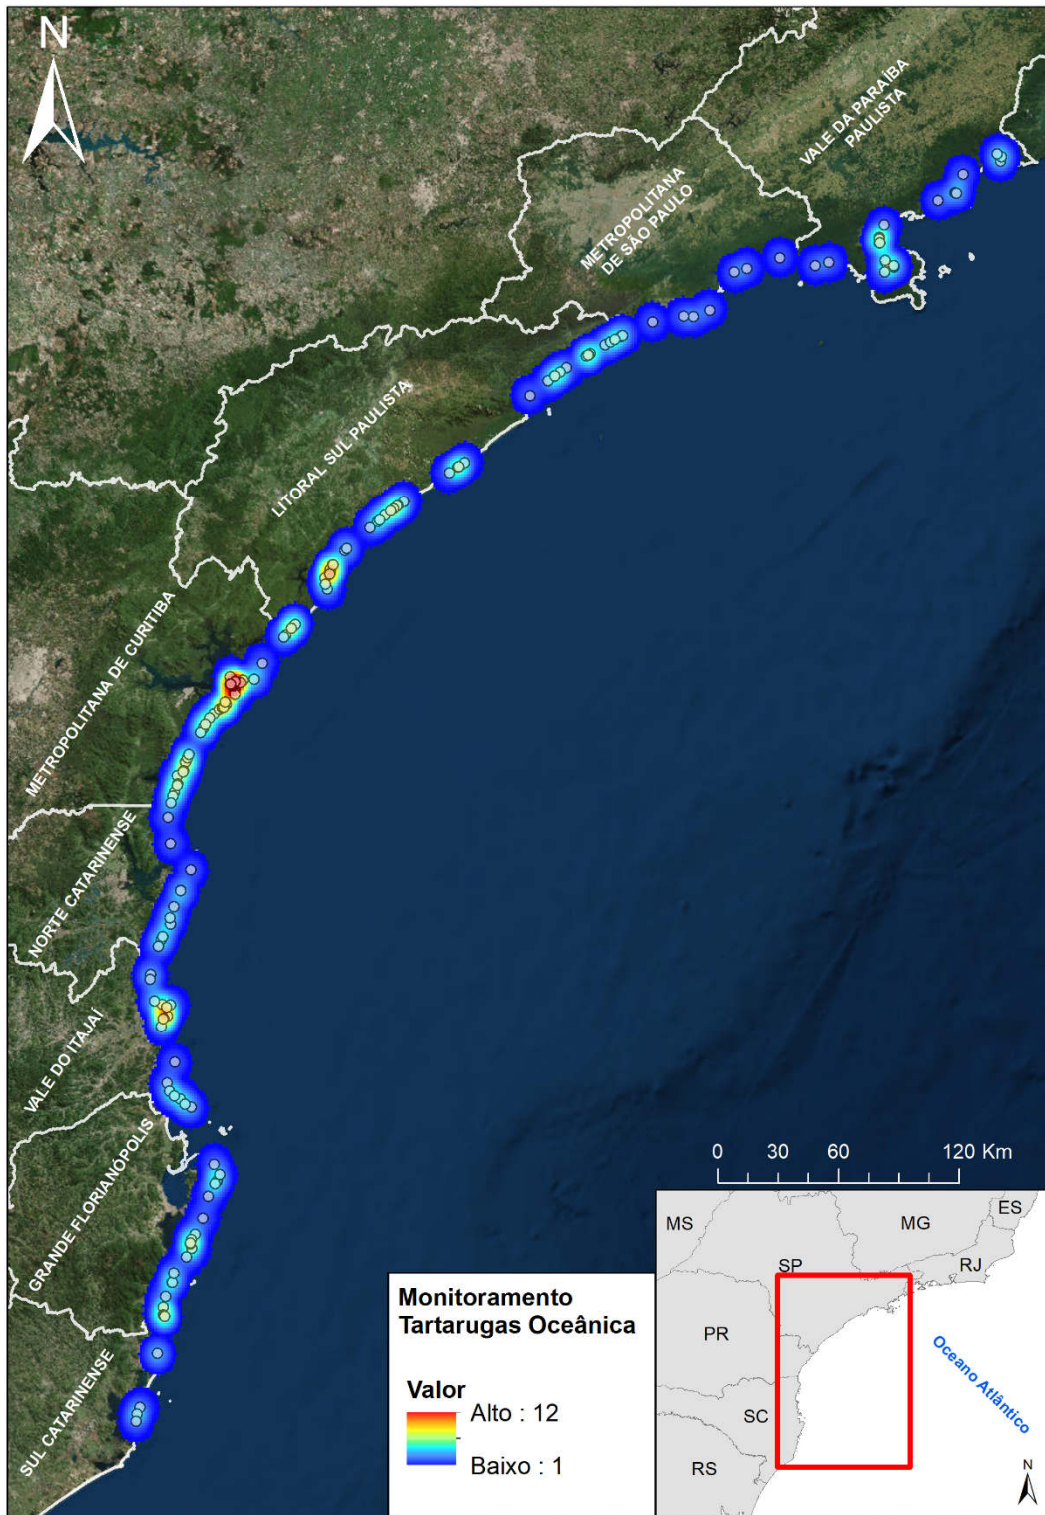 N
VALE DA PARAÍBA
PAULISTA
METROPOLITANA
DE SÃO PAULO
LITORAL SUL PAULISTA
METROPOLITANA DE CURITIBA
NORTE CATARINENSE
VALE DO ITAJAÍ
GRANDE FLORIANÓPOLIS
SUL CATARINENSE
0 30 60 120 Km
Monitoramento
Tartarugas Oceânica
Valor
Alto : 12
Baixo : 1
MS
MG
ES
SP
RJ
PR
SC
RS
Oceano Atlântico
N